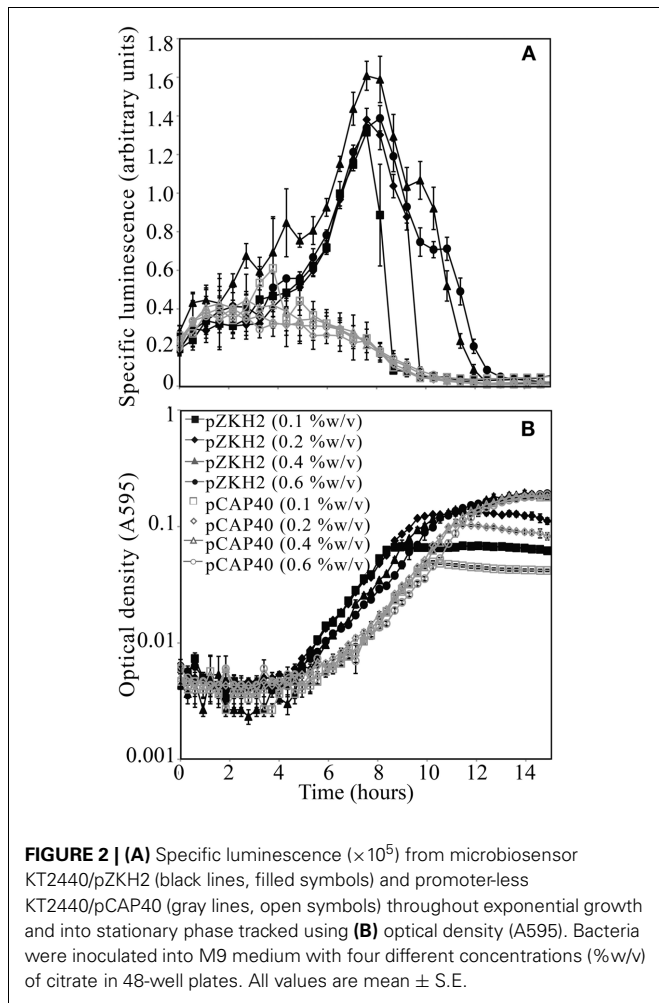 A
Specific luminescence (arbitrary units)
1.8
1.6
1.4
1.2
1.0
0.8
0.6
0.4
0.2
0
B
Optical density (A595)
1
0.1
0.01
0.001
pZKH2 (0.1 %w/v)
pZKH2 (0.2 %w/v)
pZKH2 (0.4 %w/v)
pZKH2 (0.6 %w/v)
pCAP40 (0.1 %w/v)
pCAP40 (0.2 %w/v)
pCAP40 (0.4 %w/v)
pCAP40 (0.6 %w/v)
0 2 4 6 8 10 12 14
Time (hours)
FIGURE 2 | (A) Specific luminescence (×10⁵) from microbiosensor
KT2440/pZKH2 (black lines, filled symbols) and promoter-less
KT2440/pCAP40 (gray lines, open symbols) throughout exponential growth
and into stationary phase tracked using (B) optical density (A595). Bacteria
were inoculated into M9 medium with four different concentrations (%w/v)
of citrate in 48-well plates. All values are mean ± S.E.